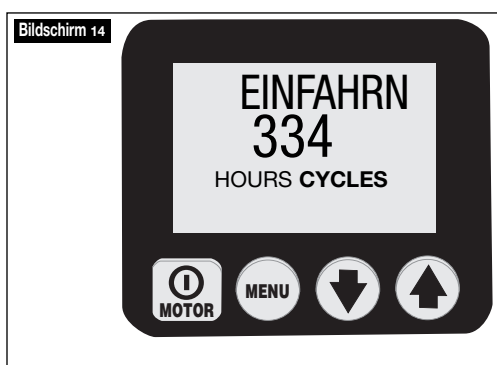 Bildschirm 14
EINFAHRN
334
HOURS CYCLES
MOTOR
MENU